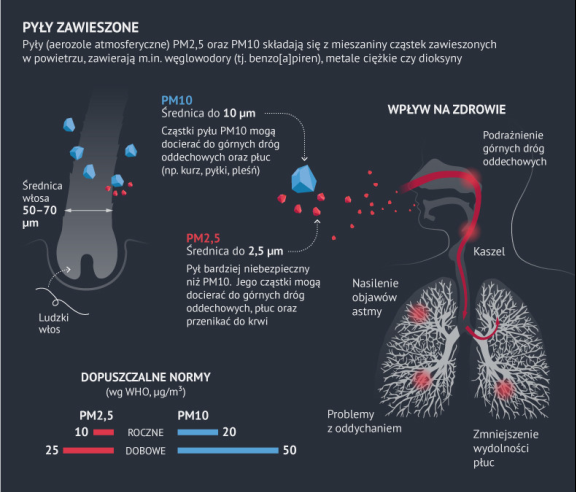 PYŁY ZAWIESZONE
Pyły (aerozole atmosferyczne) PM2,5 oraz PM10 składają się z mieszaniny cząstek zawieszonych
w powietrzu, zawierają m.in. węglowodory (tj. benzo[a]piren), metale ciężkie czy dioksyny
PM10
Średnica do 10 μm
Cząstki pyłu PM10 mogą
docierać do górnych dróg
oddechowych oraz płuc
(np. kurz, pyłki, pleśń)
Średnica
włosa
50–70
μm
Ludzki
włos
PM2,5
Średnica do 2,5 μm
Pył bardziej niebezpieczny
niż PM10. Jego cząstki mogą
docierać do górnych dróg
oddechowych, płuc oraz
przenikać do krwi
WPŁYW NA ZDROWIE
Podrażnienie
górnych dróg
oddechowych
Kaszel
Nasilenie
objawów
astmy
Problemy
z oddychaniem
Zmniejszenie
wydolności
płuc
DOPUSZCZALNE NORMY
(wg WHO, μg/m³)
PM2,5 PM10
10 ROCZNE 20
25 DOBOWE 50